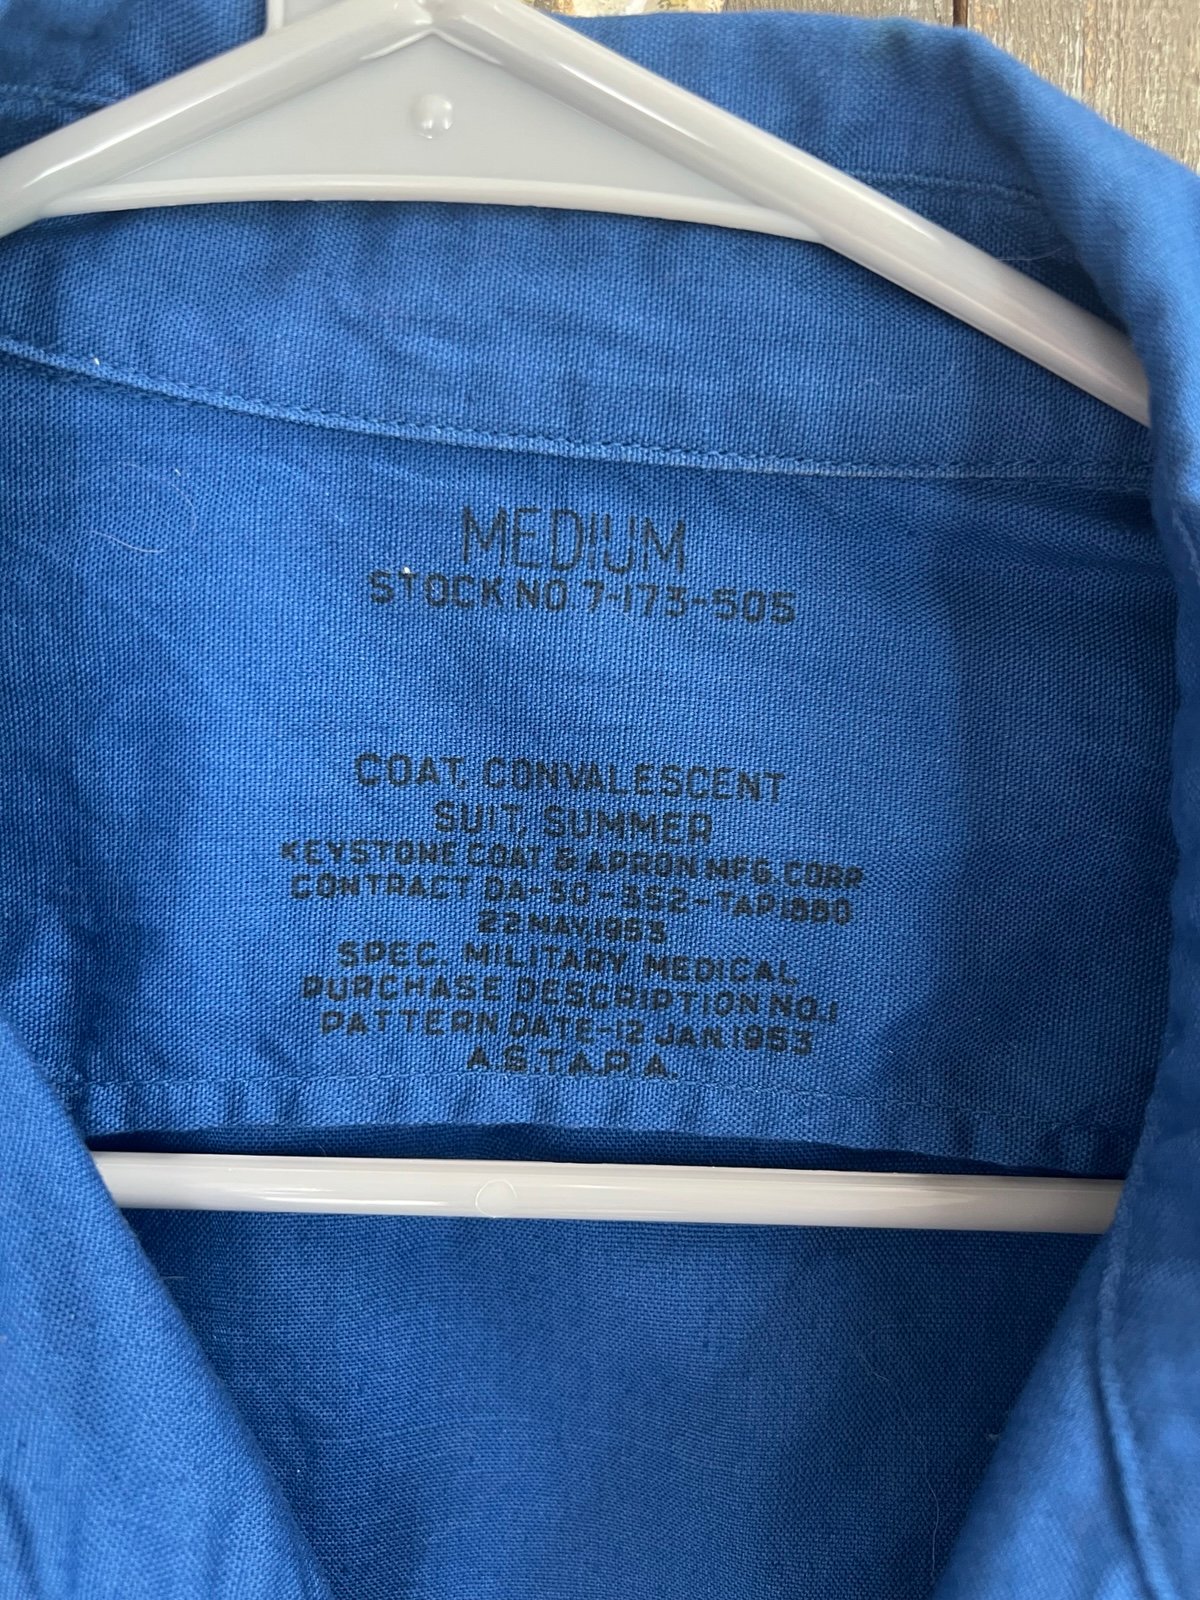 MEDIUM
STOCK NO. 7-173-505
COAT, CONVALESCENT
SUIT, SUMMER
KEYSTONE COAT & APRON MFG. CORP.
CONTRACT DA-30-352-TAP.1880
22 MAY, 1953
SPEC. MILITARY MEDICAL
PURCHASE DESCRIPTION NO.1
PATTERN DATE-12 JAN. 1953
A.S.T.A.P.A.